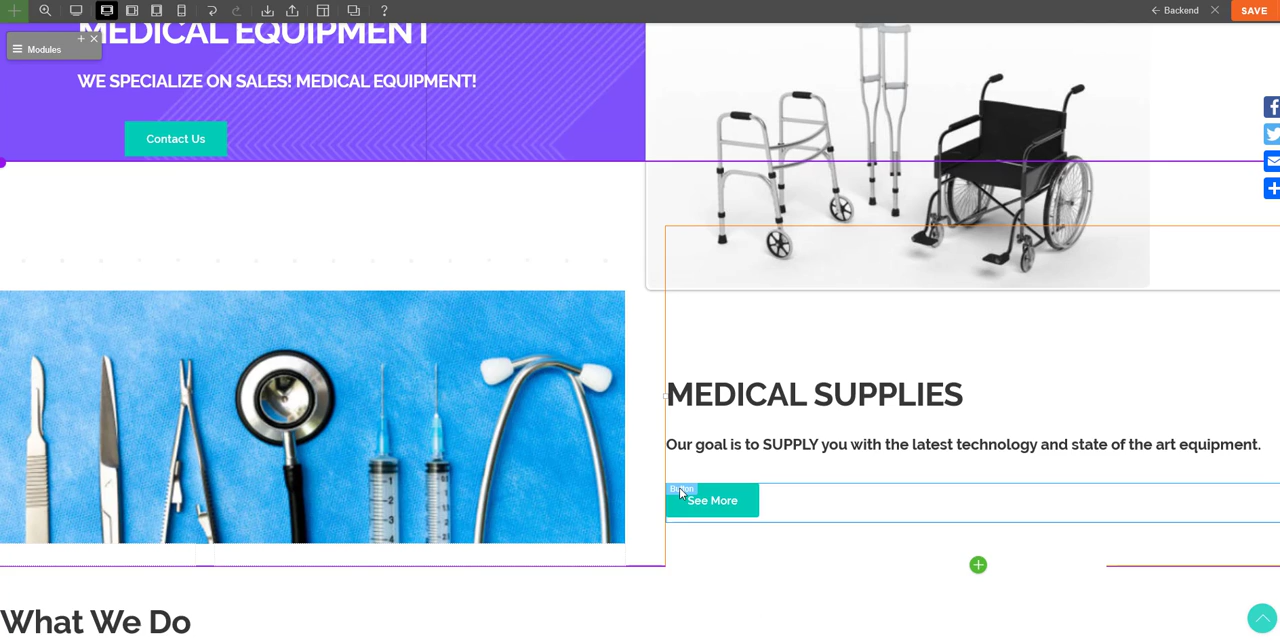 Backend
SAVE
Modules
MEDICAL EQUIPMENT
WE SPECIALIZE ON SALES! MEDICAL EQUIPMENT!
Contact Us
MEDICAL SUPPLIES
Our goal is to SUPPLY you with the latest technology and state of the art equipment.
Button
See More
What We Do